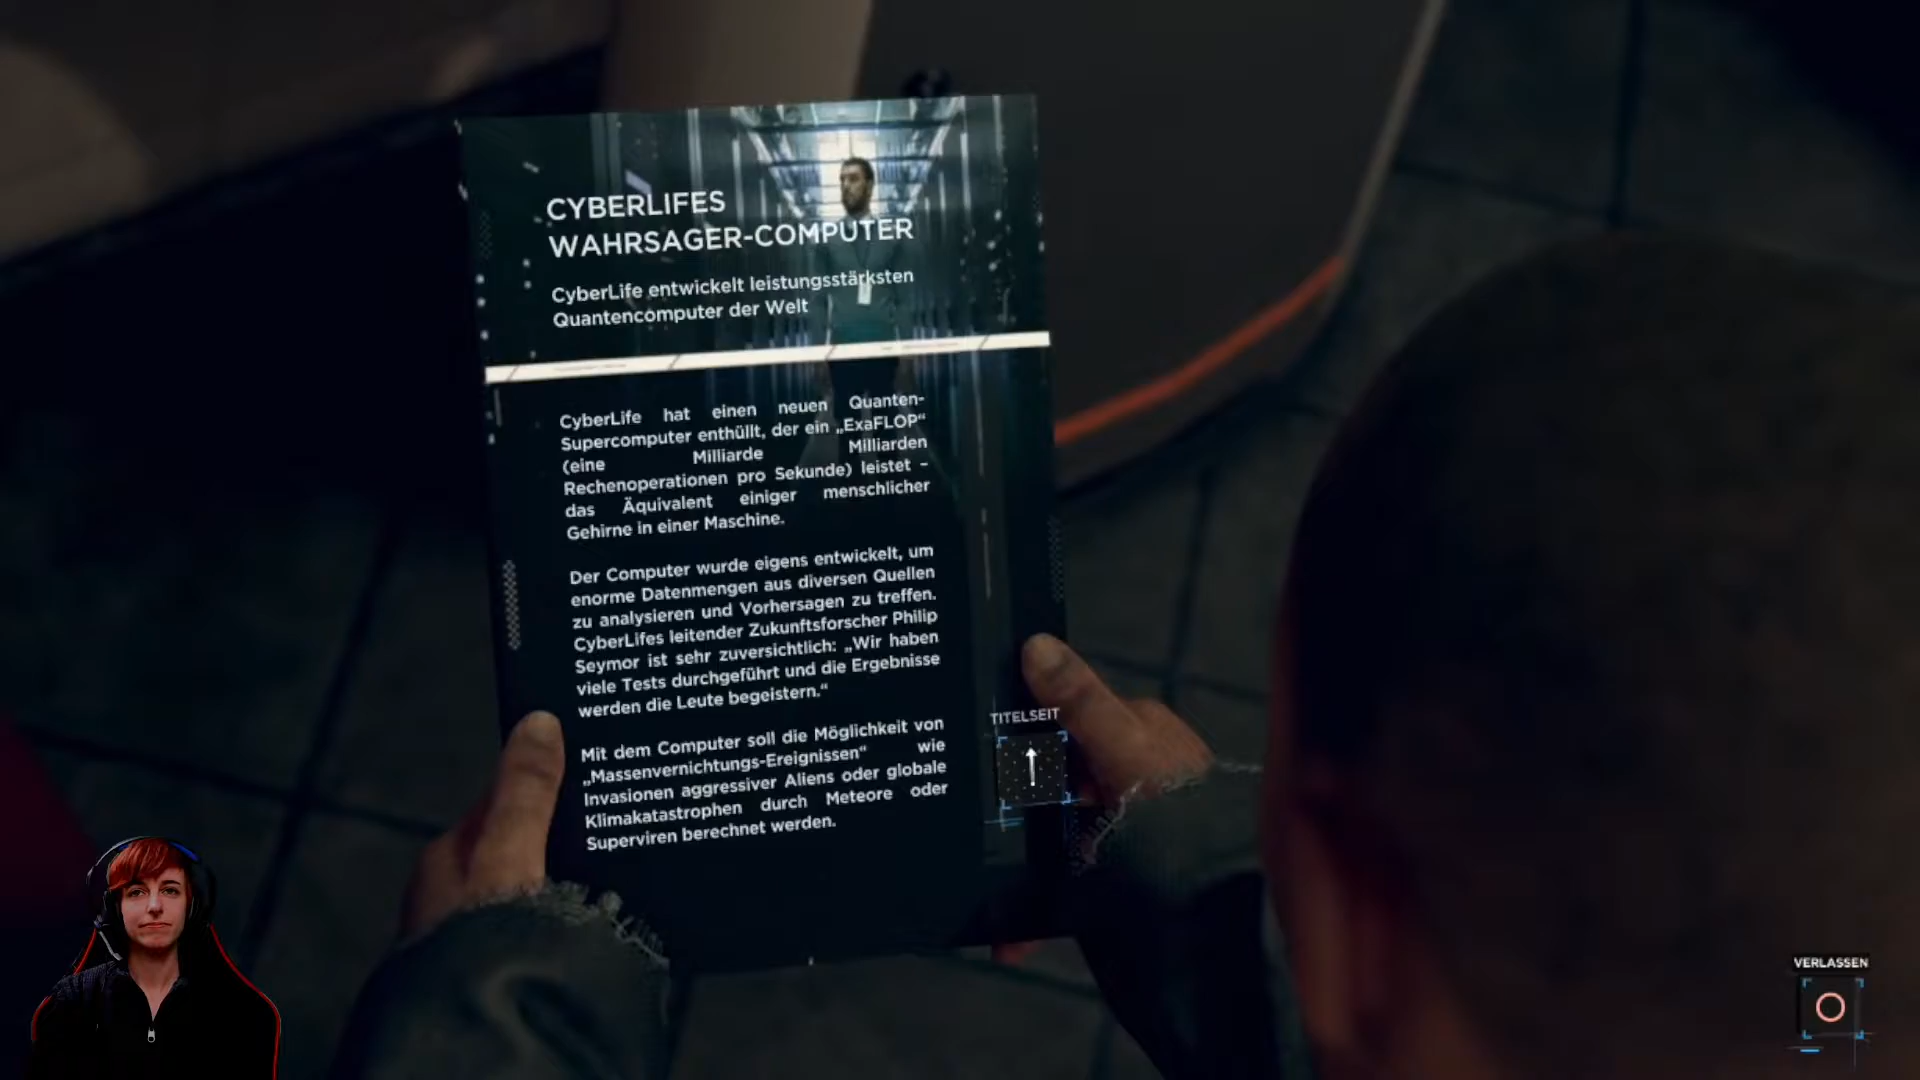 CYBERLIFES
WAHRSAGER-COMPUTER
CyberLife entwickelt leistungsstärksten
Quantencomputer der Welt
CyberLife hat einen neuen Quanten-
Supercomputer enthüllt, der ein „ExaFLOP“
(eine Milliarde Milliarden
Rechenoperationen pro Sekunde) leistet –
das Äquivalent einiger menschlicher
Gehirne in einer Maschine.
Der Computer wurde eigens entwickelt, um
enorme Datenmengen aus diversen Quellen
zu analysieren und Vorhersagen zu treffen.
CyberLifes leitender Zukunftsforscher Philip
Seymor ist sehr zuversichtlich: „Wir haben
viele Tests durchgeführt und die Ergebnisse
werden die Leute begeistern.“
Mit dem Computer soll die Möglichkeit von
„Massenvernichtungs-Ereignissen“ wie
Invasionen aggressiver Aliens oder globale
Klimakatastrophen durch Meteore oder
Superviren berechnet werden.
TITELSEIT
VERLASSEN